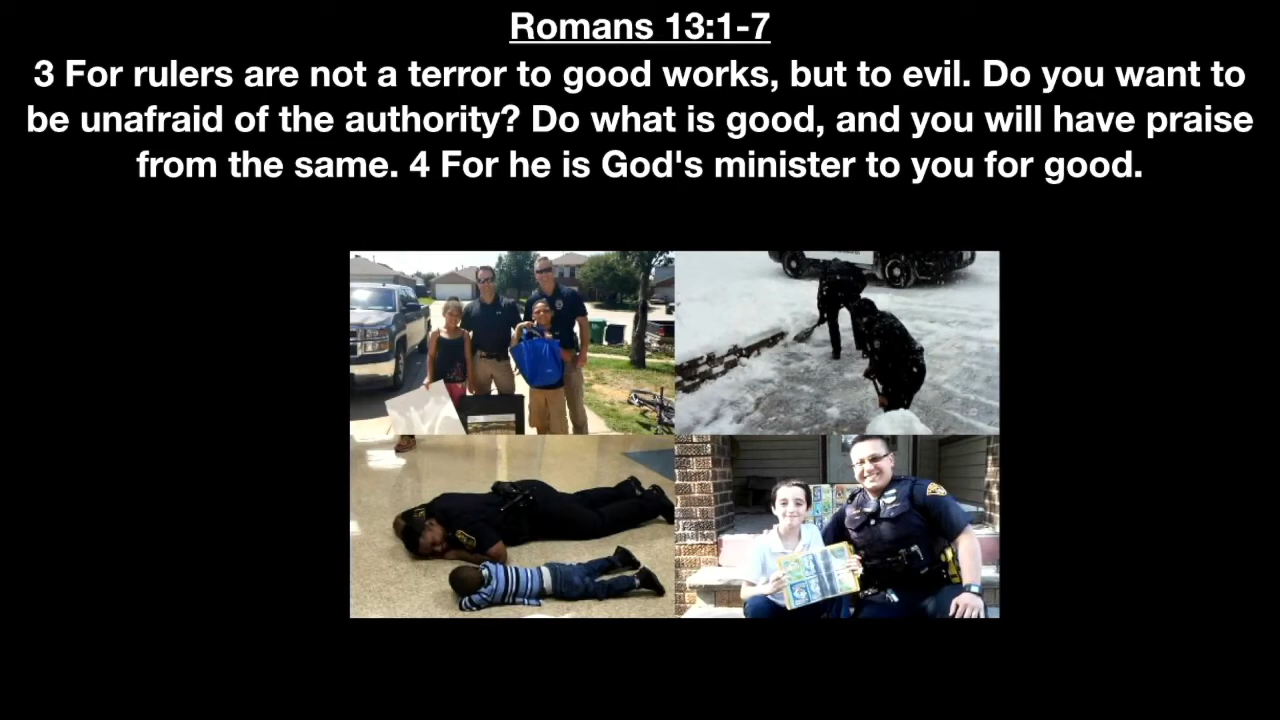 Romans 13:1-7
3 For rulers are not a terror to good works, but to evil. Do you want to
be unafraid of the authority? Do what is good, and you will have praise
from the same. 4 For he is God's minister to you for good.